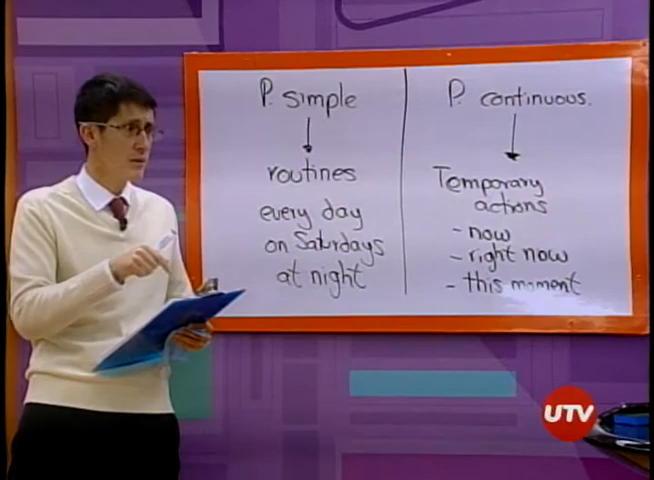 P. simple
routines
every day
on Saturdays
at night
P. continuous.
Temporary
actions
- now
- right now
- this moment
UTV